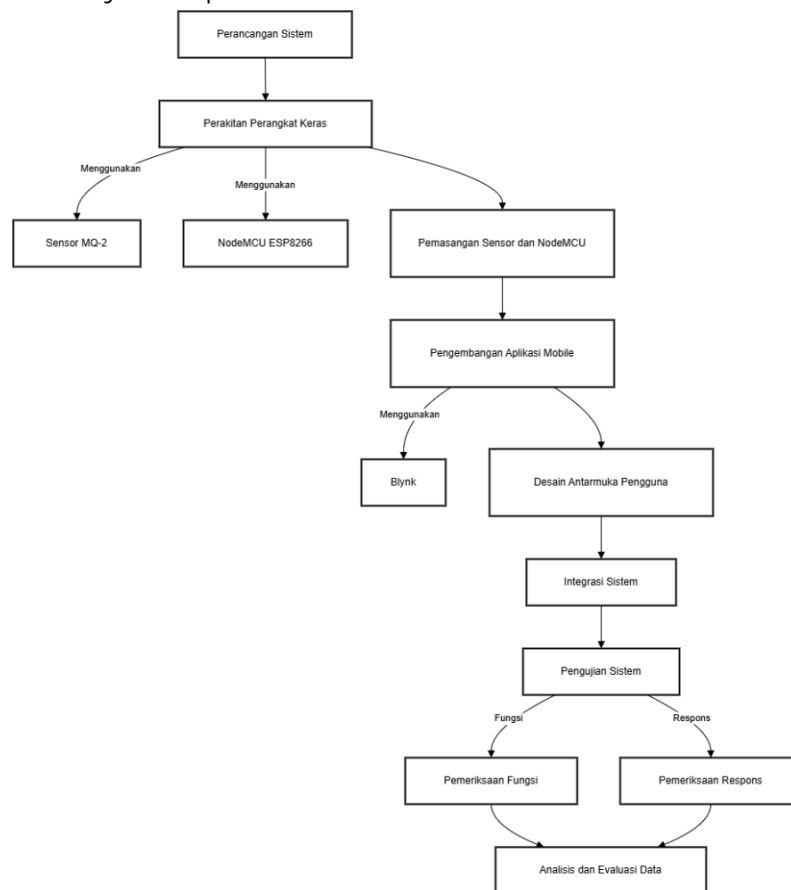 Perancangan Sistem
Perakitan Perangkat Keras
Menggunakan
Menggunakan
Sensor MQ-2
NodeMCU ESP8266
Pemasangan Sensor dan NodeMCU
Pengembangan Aplikasi Mobile
Menggunakan
Blynk
Desain Antarmuka Pengguna
Integrasi Sistem
Pengujian Sistem
Fungsi
Respons
Pemeriksaan Fungsi
Pemeriksaan Respons
Analisis dan Evaluasi Data